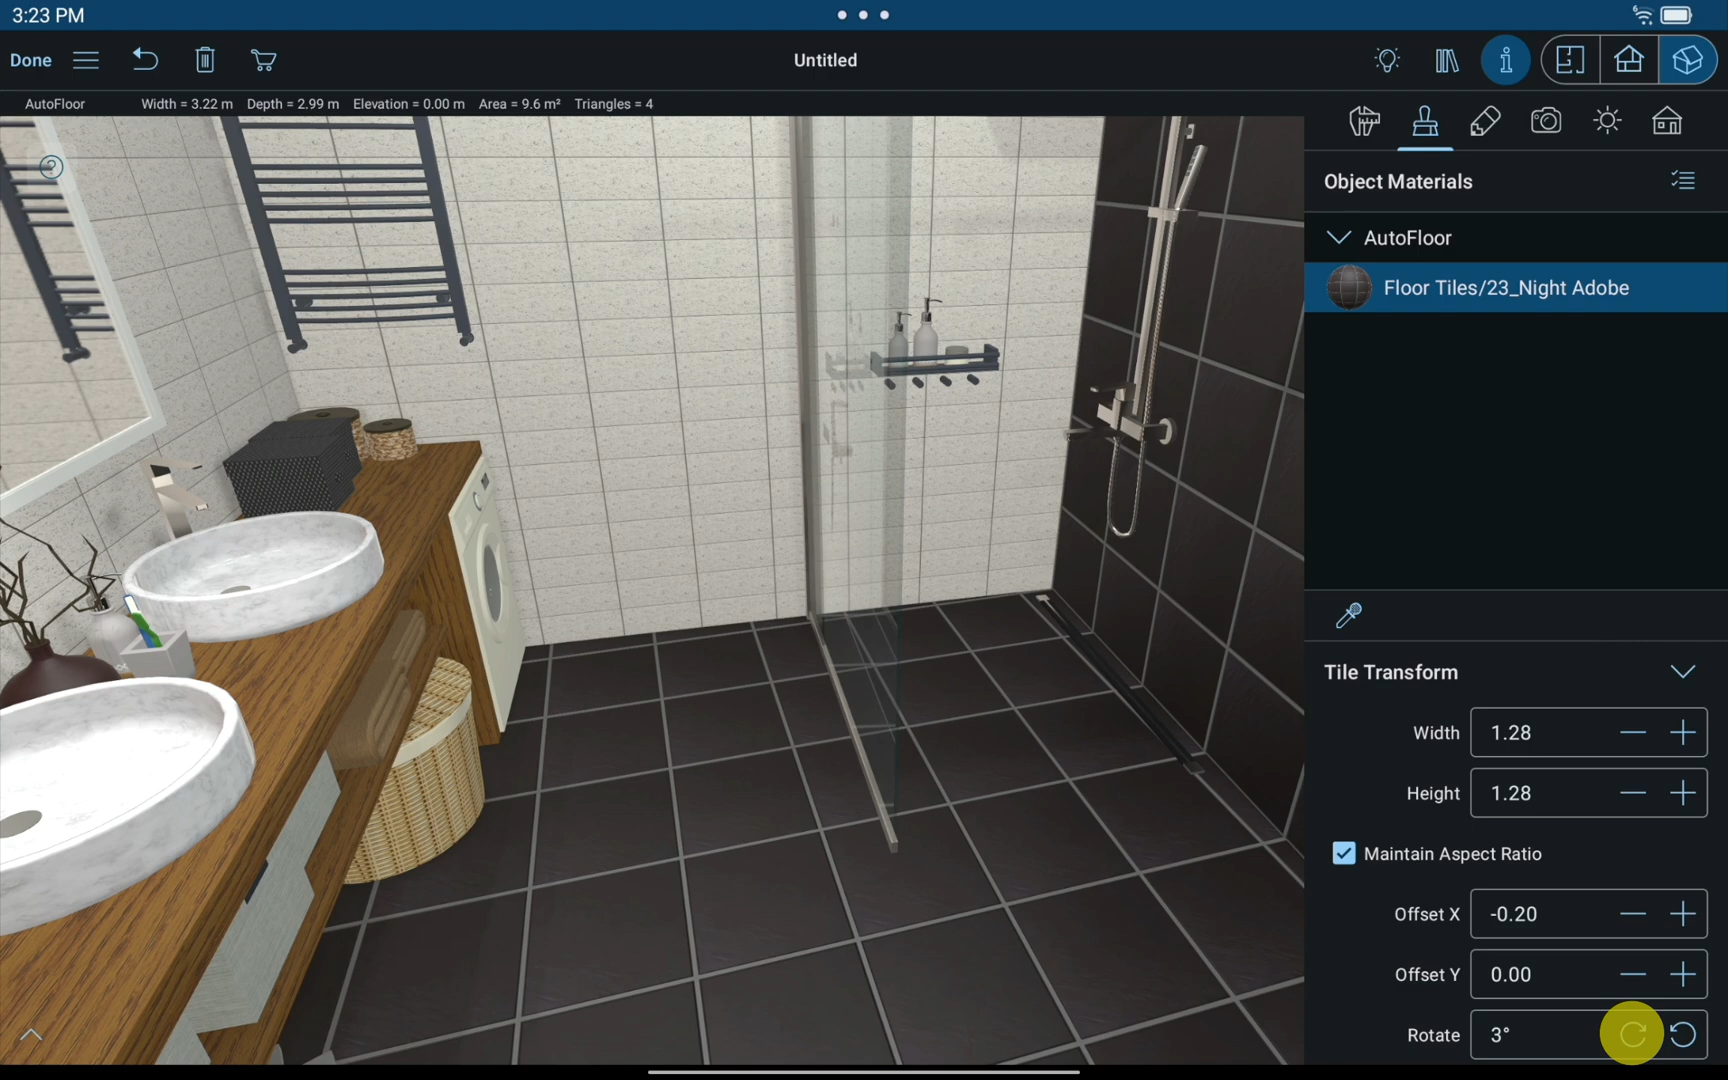 3:23 PM
6
Done
Untitled
AutoFloor Width = 3.22 m Depth = 2.99 m Elevation = 0.00 m Area = 9.6 m² Triangles = 4
?
Object Materials
AutoFloor
Floor Tiles/23_Night Adobe
Tile Transform
Width 1.28
Height 1.28
Maintain Aspect Ratio
Offset X -0.20
Offset Y 0.00
Rotate 3°